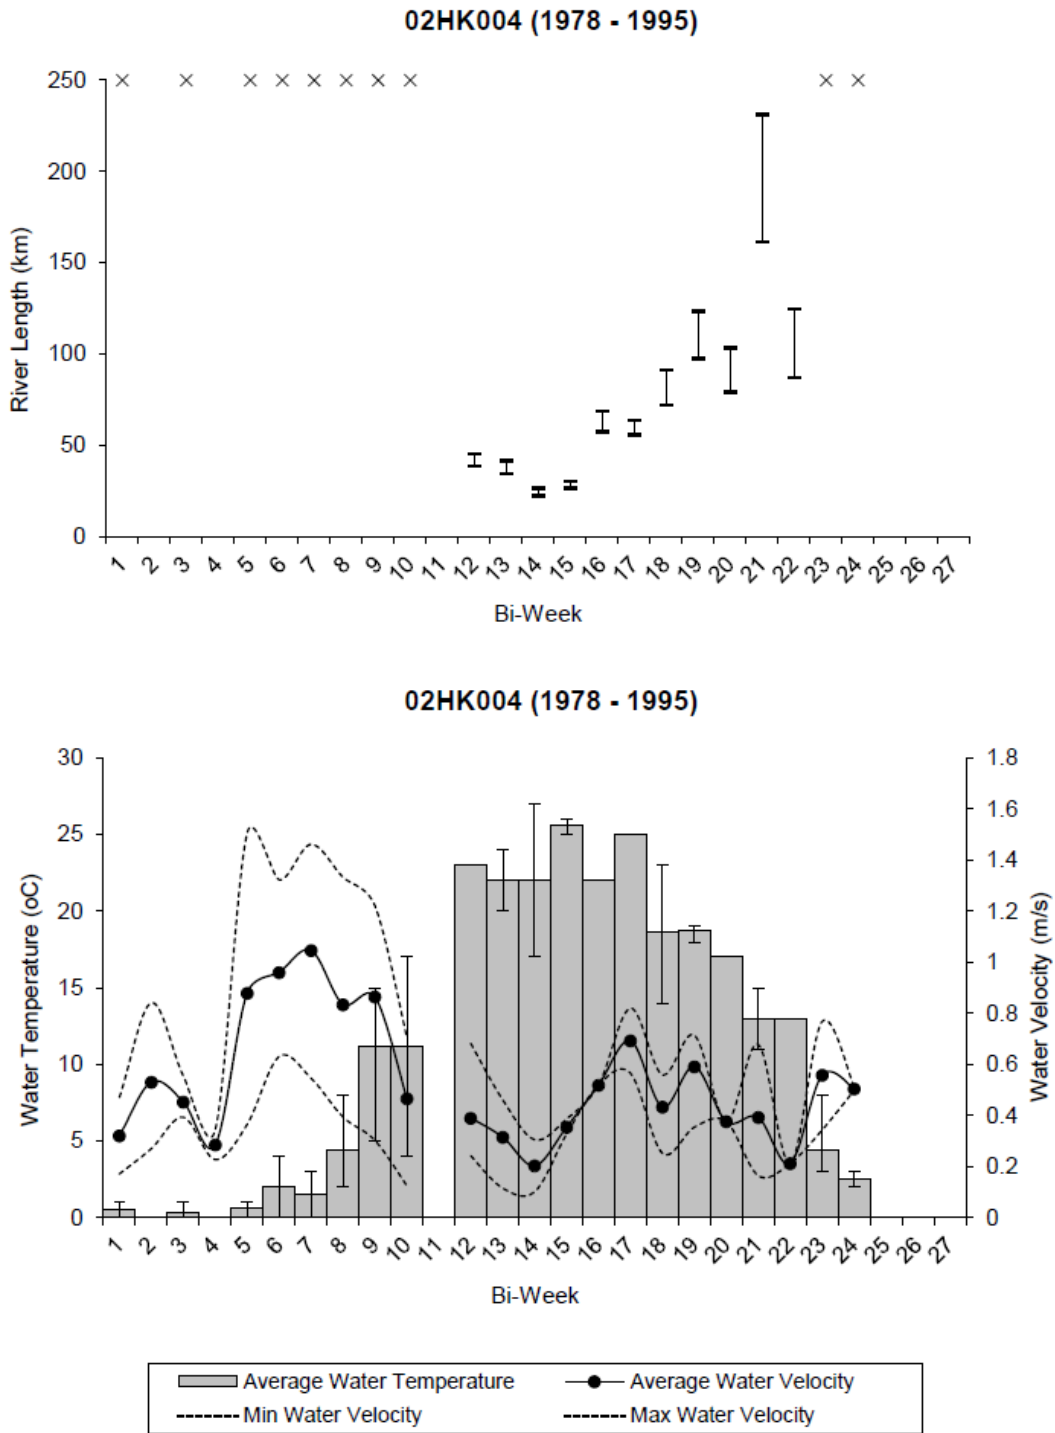 02HK004 (1978 - 1995)
250
200
150
100
50
0
River Length (km)
1 2 3 4 5 6 7 8 9 10 11 12 13 14 15 16 17 18 19 20 21 22 23 24 25 26 27
Bi-Week
02HK004 (1978 - 1995)
30
25
20
15
10
5
0
Water Temperature (oC)
1.8
1.6
1.4
1.2
1
0.8
0.6
0.4
0.2
0
Water Velocity (m/s)
1 2 3 4 5 6 7 8 9 10 11 12 13 14 15 16 17 18 19 20 21 22 23 24 25 26 27
Bi-Week
Average Water Temperature
Average Water Velocity
Min Water Velocity
Max Water Velocity